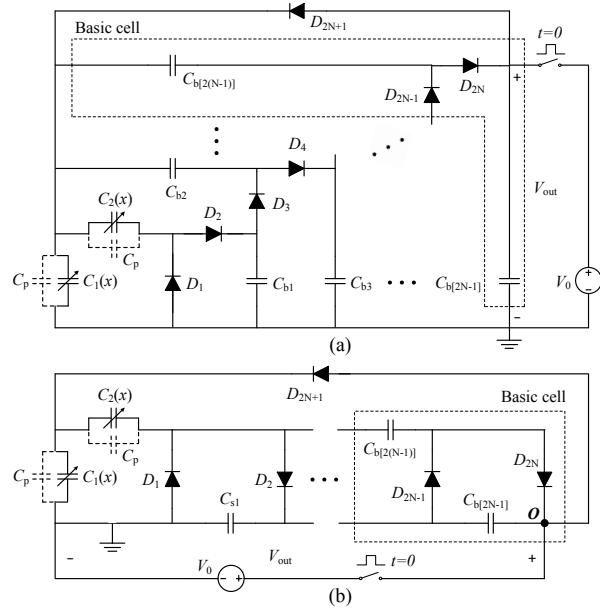 D2N+1
Basic cell
t=0
Cb[2(N-1)]
D2N
D2N-1
+
D4
Cb2
Vout
C2(x)
D2
D3
Cp
Cp
C1(x)
D1
Cb1
Cb3
Cb[2N-1]
V0
+
−
−
(a)
D2N+1
Basic cell
C2(x)
Cp
Cb[2(N-1)]
D2N
Cp
C1(x)
D1
D2
D2N-1
Cs1
Cb[2N-1]
O
−
+
V0
Vout
t=0
− +
(b)